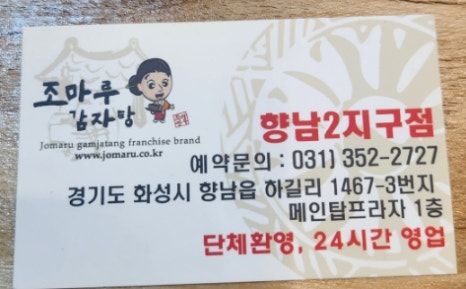 조마루
감자탕
Jomaru gamjatang franchise brand
www.jomaru.co.kr
향남2지구점
예약문의 : 031) 352-2727
경기도 화성시 향남읍 하길리 1467-3번지
메인탑프라자 1층
단체환영, 24시간 영업